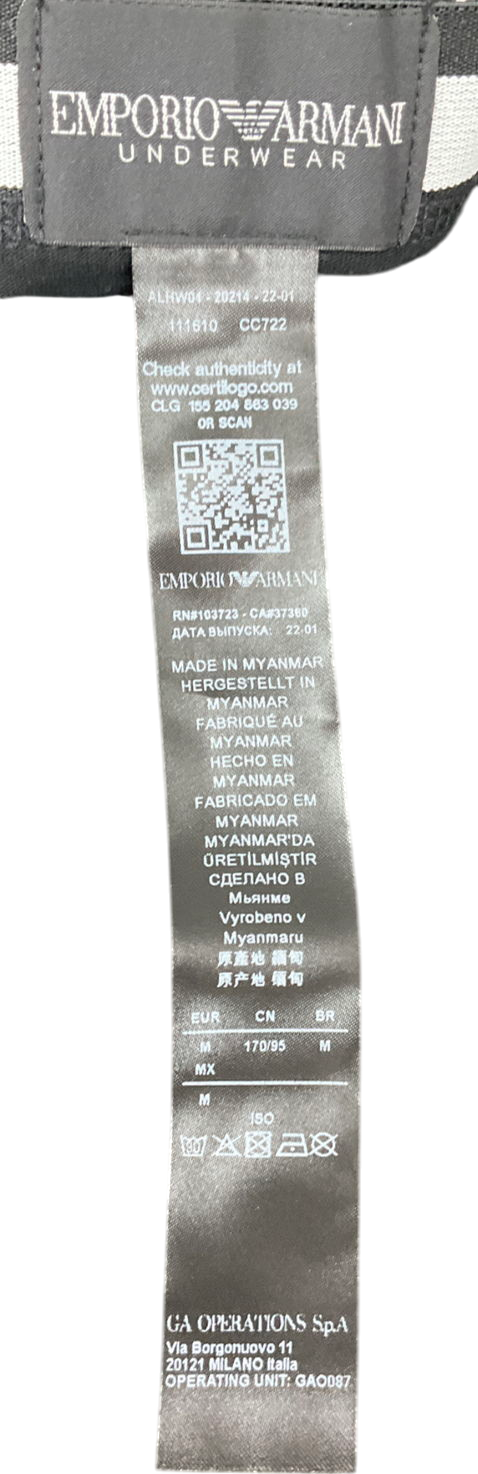 EMPORIO ARMANI
UNDERWEAR
ALHW04 - 20214 - 22-01
111610 CC722
Check authenticity at
www.certilogo.com
CLG 155 204 863 039
OR SCAN
EMPORIO ARMANI
RN#103723 - CA#37360
ДАТА ВЫПУСКА: 22-01
MADE IN MYANMAR
HERGESTELLT IN
MYANMAR
FABRIQUÉ AU
MYANMAR
HECHO EN
MYANMAR
FABRICADO EM
MYANMAR
MYANMAR'DA
ÜRETİLMİŞTİR
СДЕЛАНО В
Мьянме
Vyrobeno v
Myanmaru
原產地 緬甸
原产地 缅甸
EUR CN BR
M 170/95 M
MX
M
ISO
30
GA OPERATIONS S.p.A
Via Borgonuovo 11
20121 MILANO Italia
OPERATING UNIT: GAO087